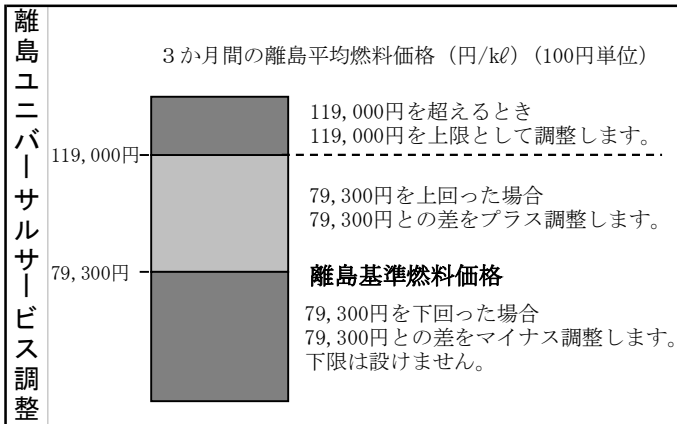 離島ユニバーサルサービス調整
３か月間の離島平均燃料価格（円/kℓ）（100円単位）
119,000円を超えるとき
119,000円を上限として調整します。
119,000円
79,300円を上回った場合
79,300円との差をプラス調整します。
79,300円
離島基準燃料価格
79,300円を下回った場合
79,300円との差をマイナス調整します。
下限は設けません。